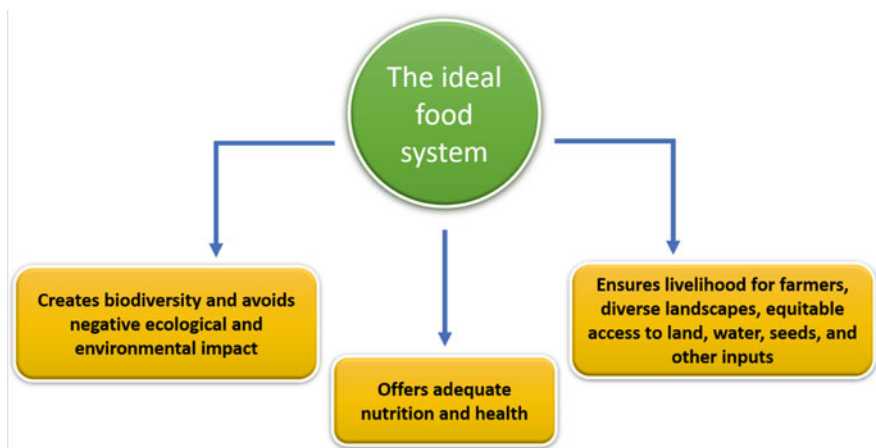 The ideal
food
system
Creates biodiversity and avoids
negative ecological and
environmental impact
Offers adequate
nutrition and health
Ensures livelihood for farmers,
diverse landscapes, equitable
access to land, water, seeds, and
other inputs